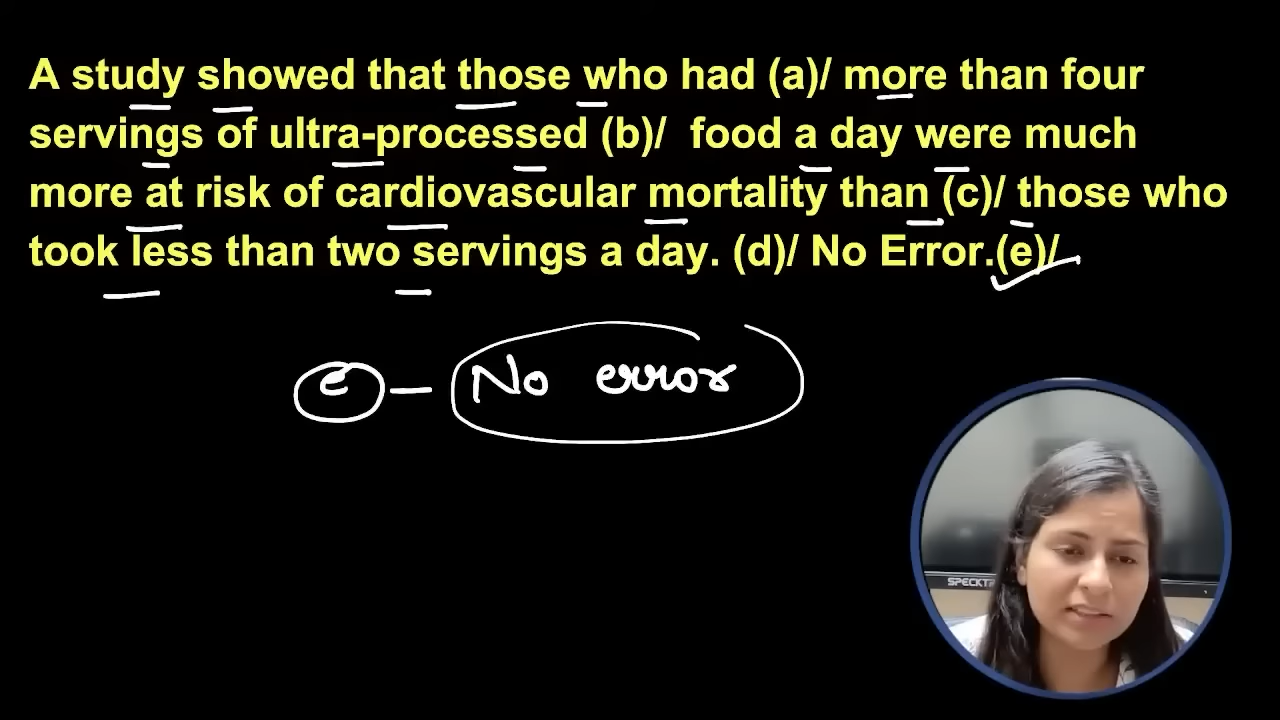 A study showed that those who had (a)/ more than four
servings of ultra-processed (b)/ food a day were much
more at risk of cardiovascular mortality than (c)/ those who
took less than two servings a day. (d)/ No Error.(e)/
e - No error